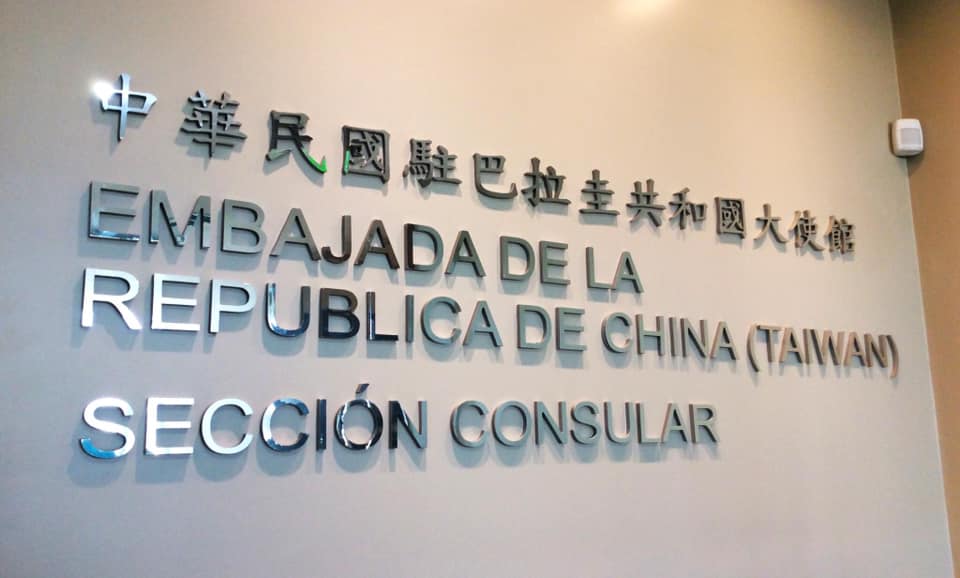 中華民國駐巴拉圭共和國大使館
EMBAJADA DE LA
REPUBLICA DE CHINA (TAIWAN)
SECCIÓN CONSULAR